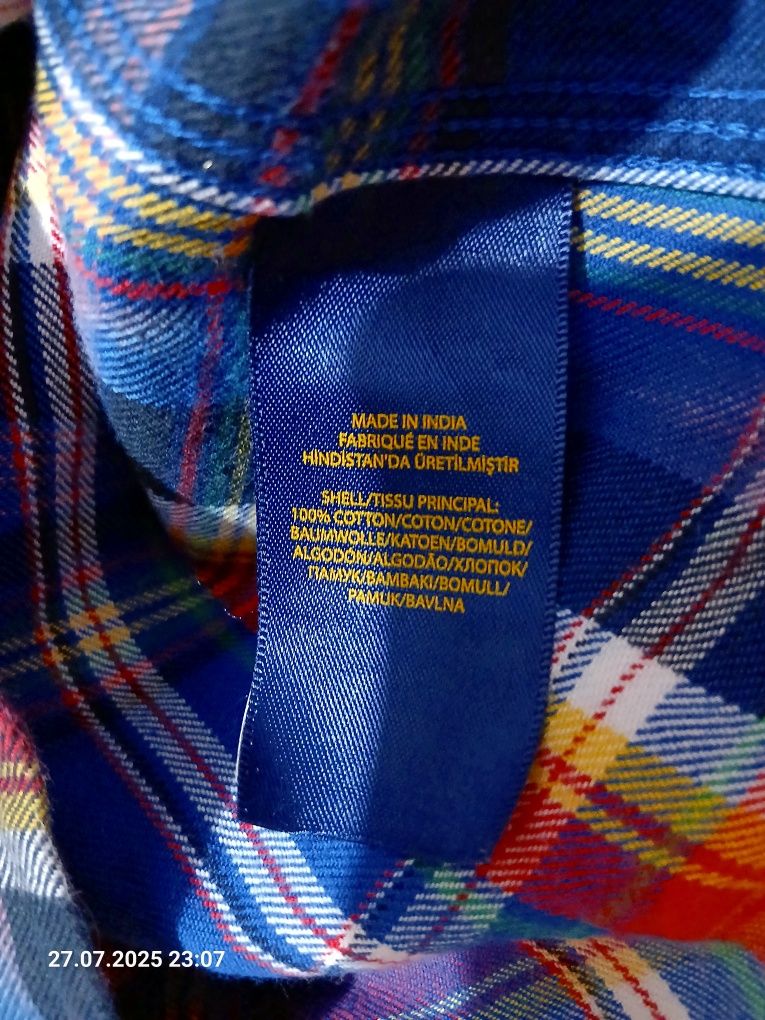 MADE IN INDIA
FABRIQUÉ EN INDE
HİNDİSTAN'DA ÜRETİLMİŞTİR
SHELL/TISSU PRINCIPAL:
100% COTTON/COTON/COTONE/
BAUMWOLLE/KATOEN/BOMULD/
ALGODÓN/ALGODÃO/ХЛОПОК/
ПАМУК/BAMBAKI/BOMULL/
PAMUK/BAVLNA
27.07.2025 23:07